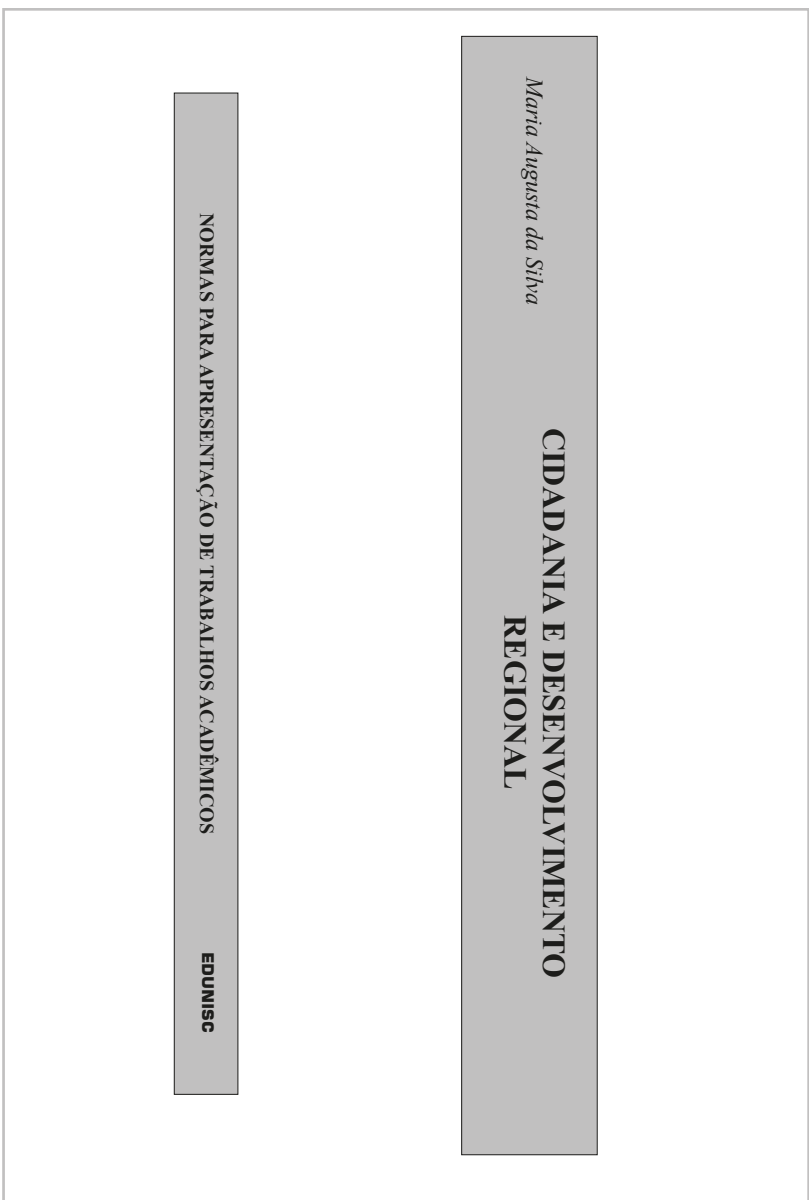 NORMAS PARA APRESENTAÇÃO DE TRABALHOS ACADÊMICOS
EDUNISC
Maria Augusta da Silva
CIDADANIA E DESENVOLVIMENTO
REGIONAL